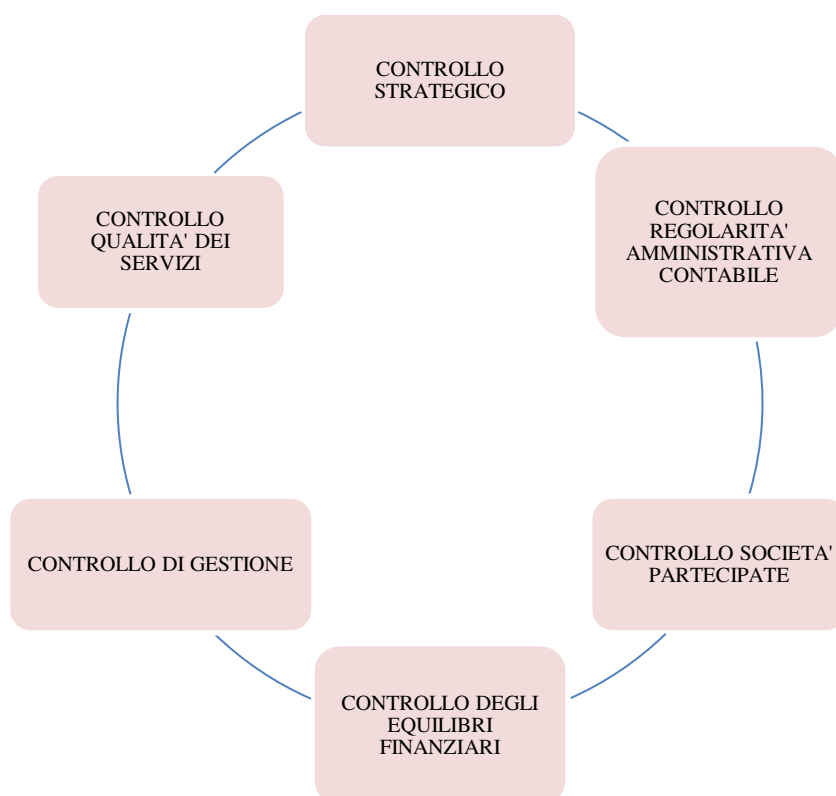 CONTROLLO
STRATEGICO
CONTROLLO
REGOLARITA'
AMMINISTRATIVA
CONTABILE
CONTROLLO SOCIETA'
PARTECIPATE
CONTROLLO DEGLI
EQUILIBRI
FINANZIARI
CONTROLLO DI GESTIONE
CONTROLLO
QUALITA' DEI
SERVIZI